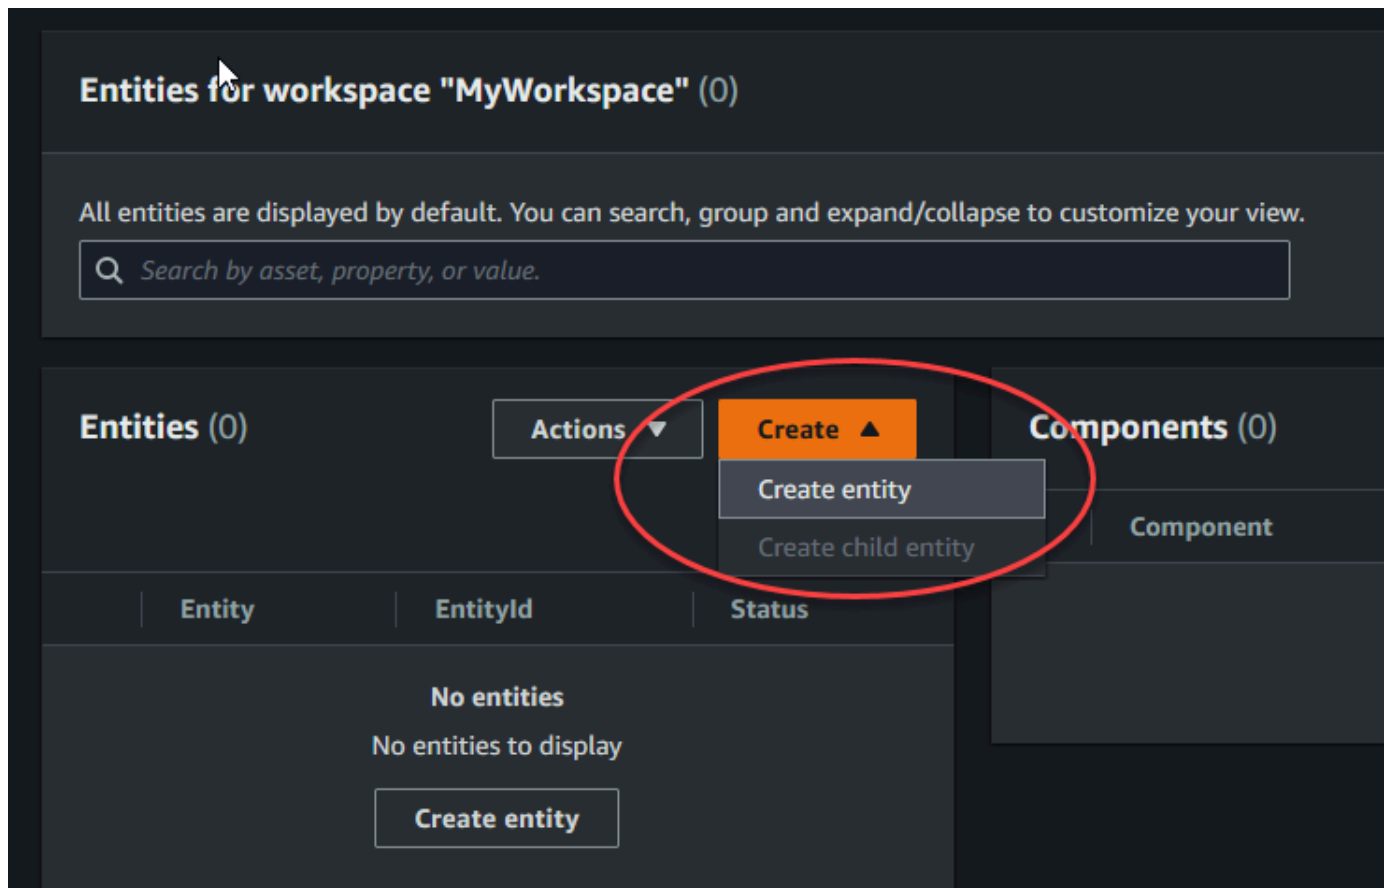 Entities for workspace "MyWorkspace" (0)
All entities are displayed by default. You can search, group and expand/collapse to customize your view.
Search by asset, property, or value.
Entities (0)
Actions
Create
Create entity
Create child entity
Components (0)
Component
Entity
EntityId
Status
No entities
No entities to display
Create entity